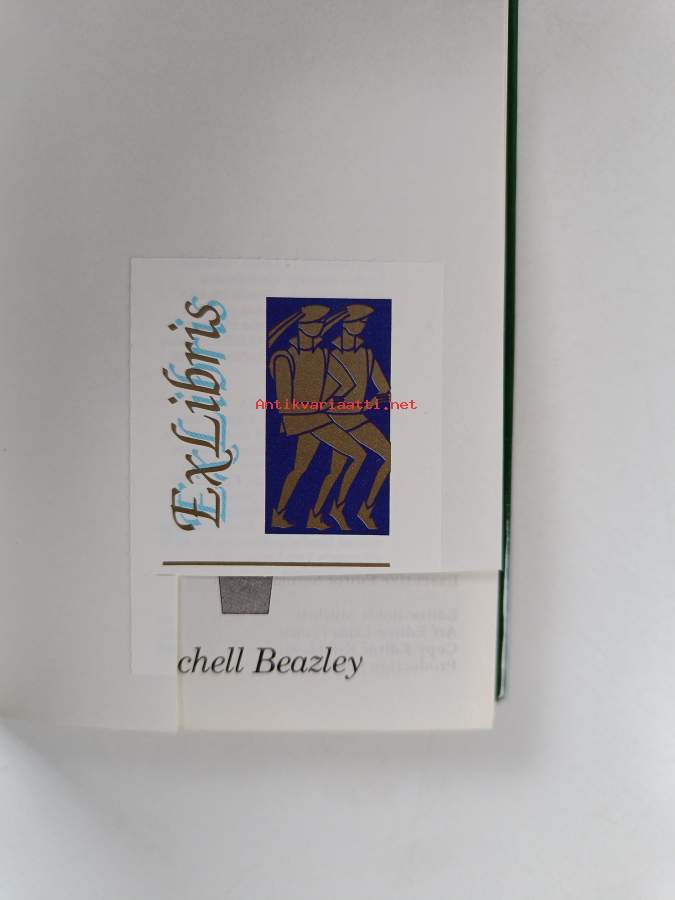 ExLibris
Antikvariaatti.net
chell Beazley